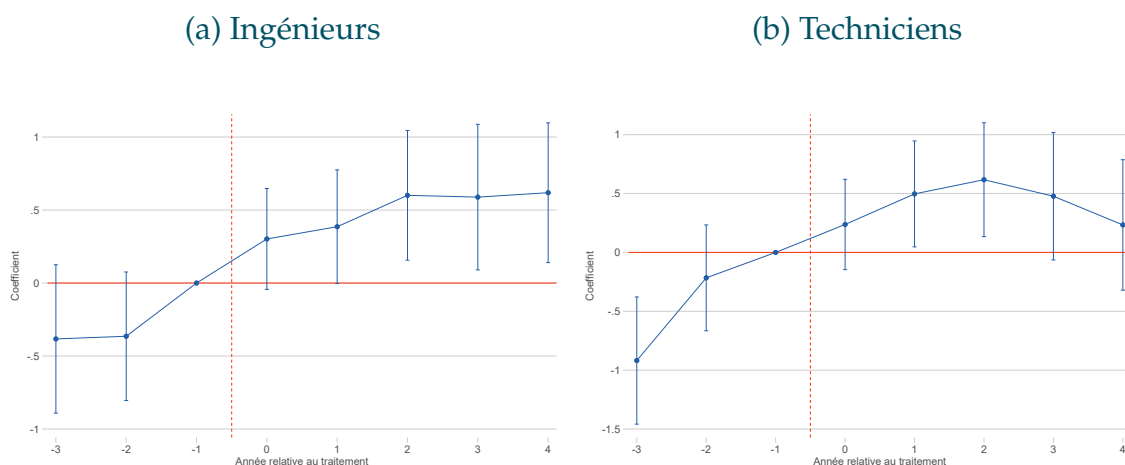 (a) Ingénieurs
(b) Techniciens
1
.5
0
-.5
-1
Coefficient
-3 -2 -1 0 1 2 3 4
Année relative au traitement
1
.5
0
-.5
-1
-1.5
Coefficient
-3 -2 -1 0 1 2 3 4
Année relative au traitement